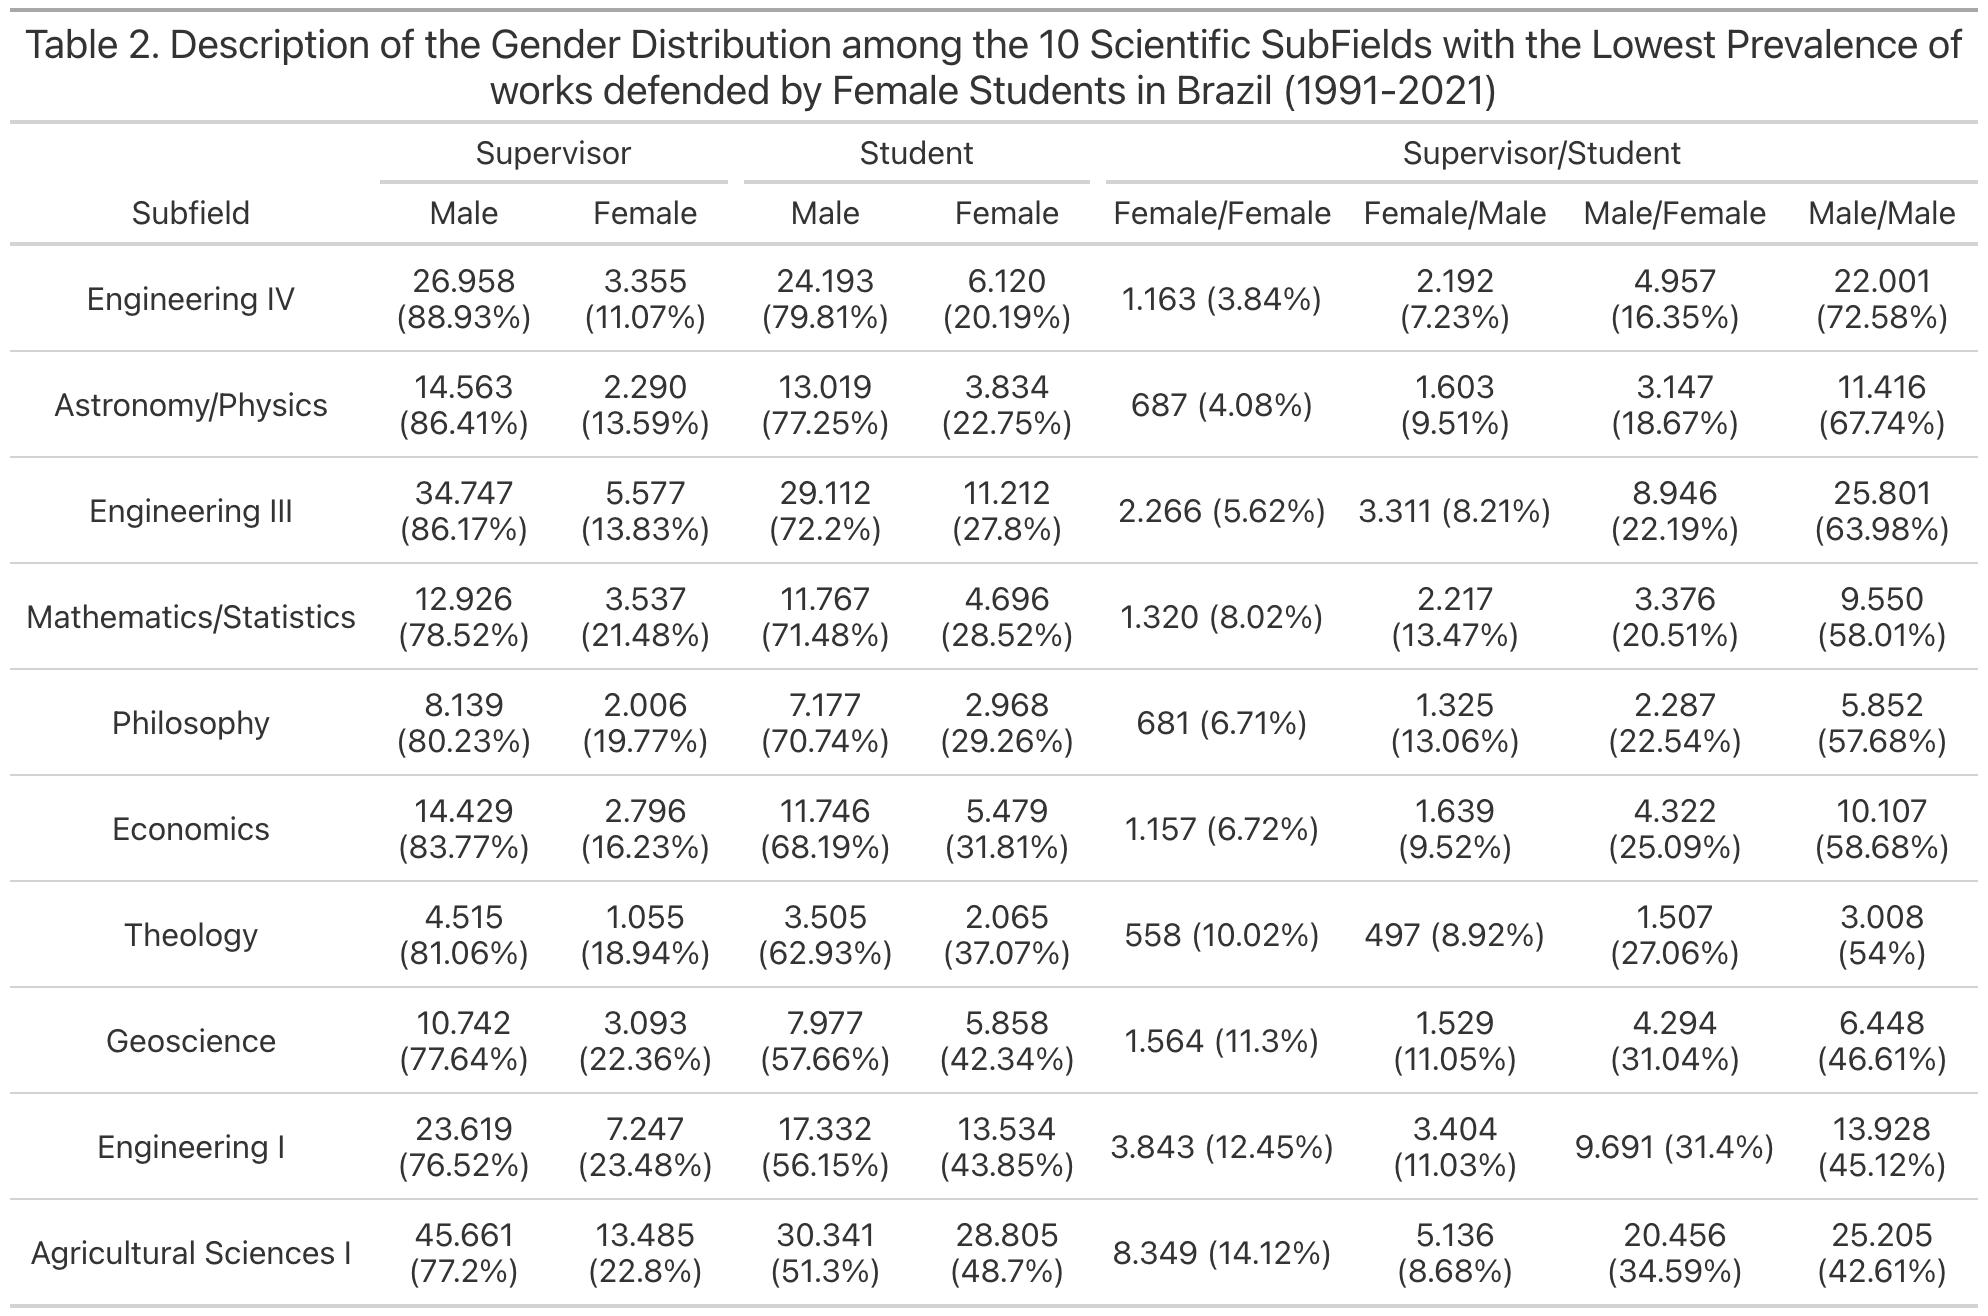 Table 2. Description of the Gender Distribution among the 10 Scientific SubFields with the Lowest Prevalence of
works defended by Female Students in Brazil (1991-2021)
Supervisor Student Supervisor/Student
Subfield Male Female Male Female Female/Female Female/Male Male/Female Male/Male
Engineering IV 26.958 (88.93%) 3.355 (11.07%) 24.193 (79.81%) 6.120 (20.19%) 1.163 (3.84%) 2.192 (7.23%) 4.957 (16.35%) 22.001 (72.58%)
Astronomy/Physics 14.563 (86.41%) 2.290 (13.59%) 13.019 (77.25%) 3.834 (22.75%) 687 (4.08%) 1.603 (9.51%) 3.147 (18.67%) 11.416 (67.74%)
Engineering III 34.747 (86.17%) 5.577 (13.83%) 29.112 (72.2%) 11.212 (27.8%) 2.266 (5.62%) 3.311 (8.21%) 8.946 (22.19%) 25.801 (63.98%)
Mathematics/Statistics 12.926 (78.52%) 3.537 (21.48%) 11.767 (71.48%) 4.696 (28.52%) 1.320 (8.02%) 2.217 (13.47%) 3.376 (20.51%) 9.550 (58.01%)
Philosophy 8.139 (80.23%) 2.006 (19.77%) 7.177 (70.74%) 2.968 (29.26%) 681 (6.71%) 1.325 (13.06%) 2.287 (22.54%) 5.852 (57.68%)
Economics 14.429 (83.77%) 2.796 (16.23%) 11.746 (68.19%) 5.479 (31.81%) 1.157 (6.72%) 1.639 (9.52%) 4.322 (25.09%) 10.107 (58.68%)
Theology 4.515 (81.06%) 1.055 (18.94%) 3.505 (62.93%) 2.065 (37.07%) 558 (10.02%) 497 (8.92%) 1.507 (27.06%) 3.008 (54%)
Geoscience 10.742 (77.64%) 3.093 (22.36%) 7.977 (57.66%) 5.858 (42.34%) 1.564 (11.3%) 1.529 (11.05%) 4.294 (31.04%) 6.448 (46.61%)
Engineering I 23.619 (76.52%) 7.247 (23.48%) 17.332 (56.15%) 13.534 (43.85%) 3.843 (12.45%) 3.404 (11.03%) 9.691 (31.4%) 13.928 (45.12%)
Agricultural Sciences I 45.661 (77.2%) 13.485 (22.8%) 30.341 (51.3%) 28.805 (48.7%) 8.349 (14.12%) 5.136 (8.68%) 20.456 (34.59%) 25.205 (42.61%)